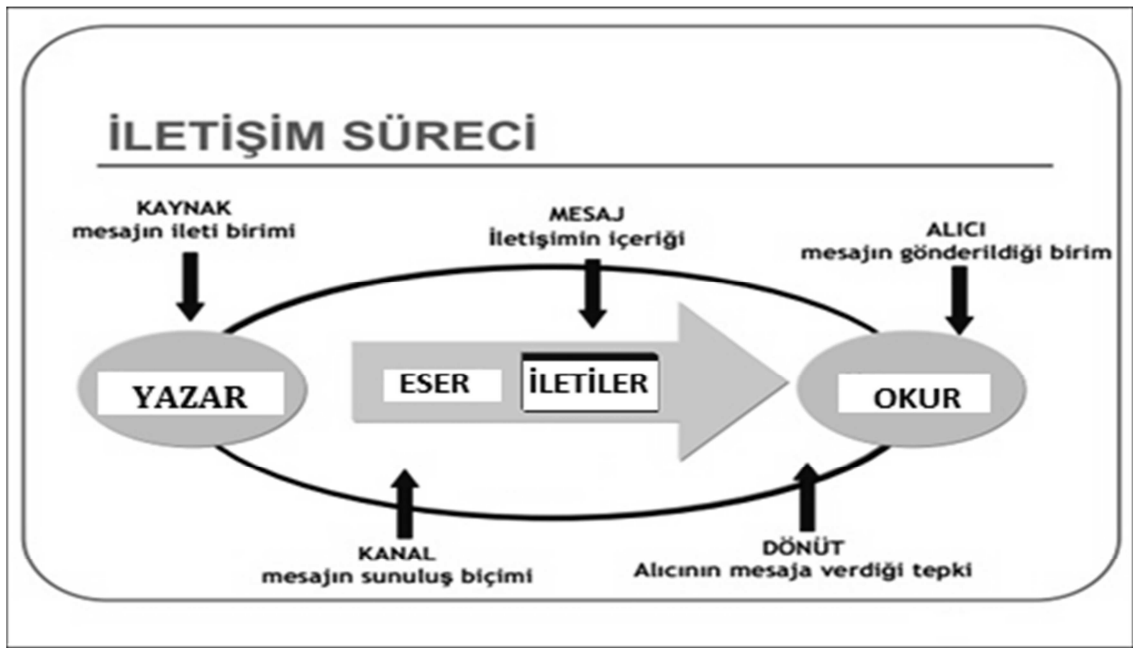 İLETİŞİM SÜRECİ
KAYNAK
mesajın ileti birimi
MESAJ
İletişimin içeriği
ALICI
mesajın gönderildiği birim
YAZAR
ESER
İLETİLER
OKUR
KANAL
mesajın sunuluş biçimi
DÖNÜT
Alıcının mesaja verdiği tepki